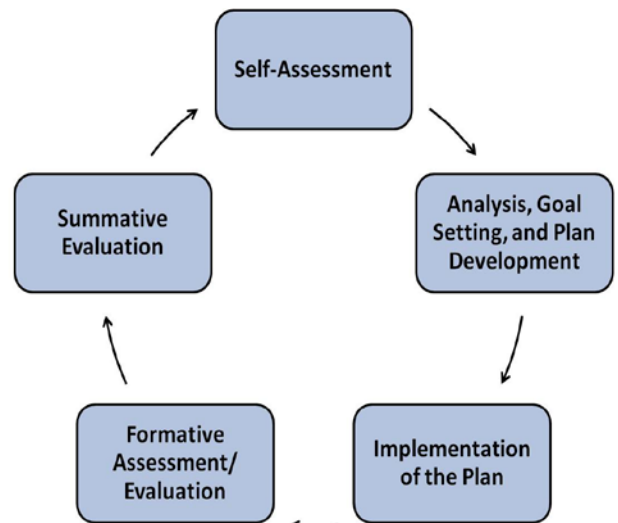 Self-Assessment
Analysis, Goal
Setting, and Plan
Development
Implementation
of the Plan
Formative
Assessment/
Evaluation
Summative
Evaluation